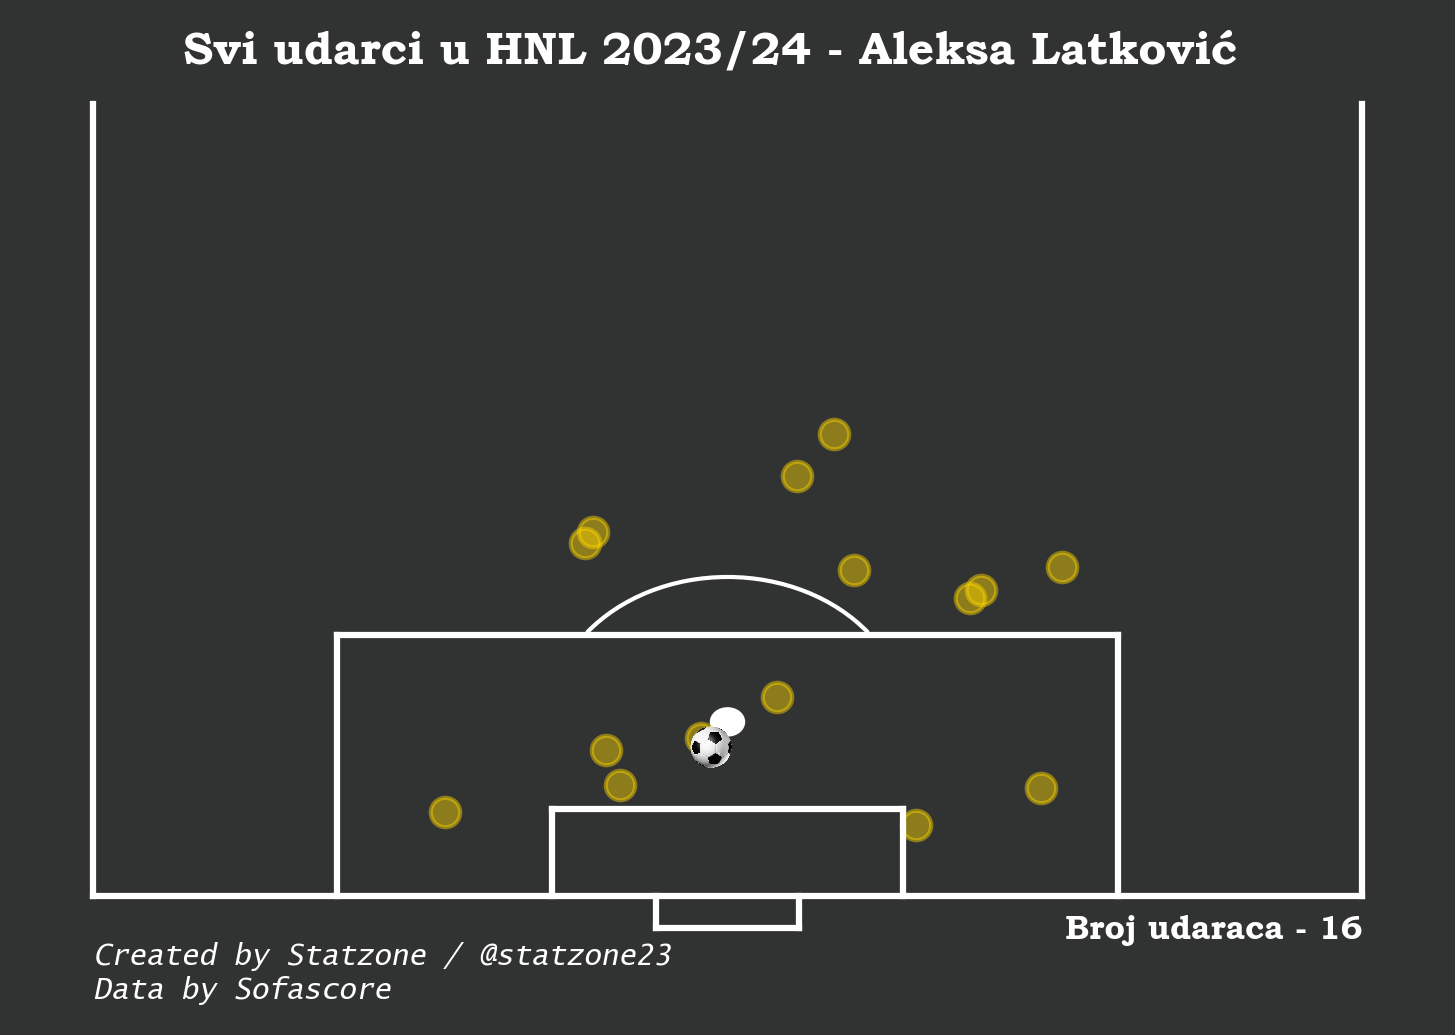 Svi udarci u HNL 2023/24 - Aleksa Latković
Broj udaraca - 16
Created by Statzone / @statzone23
Data by Sofascore